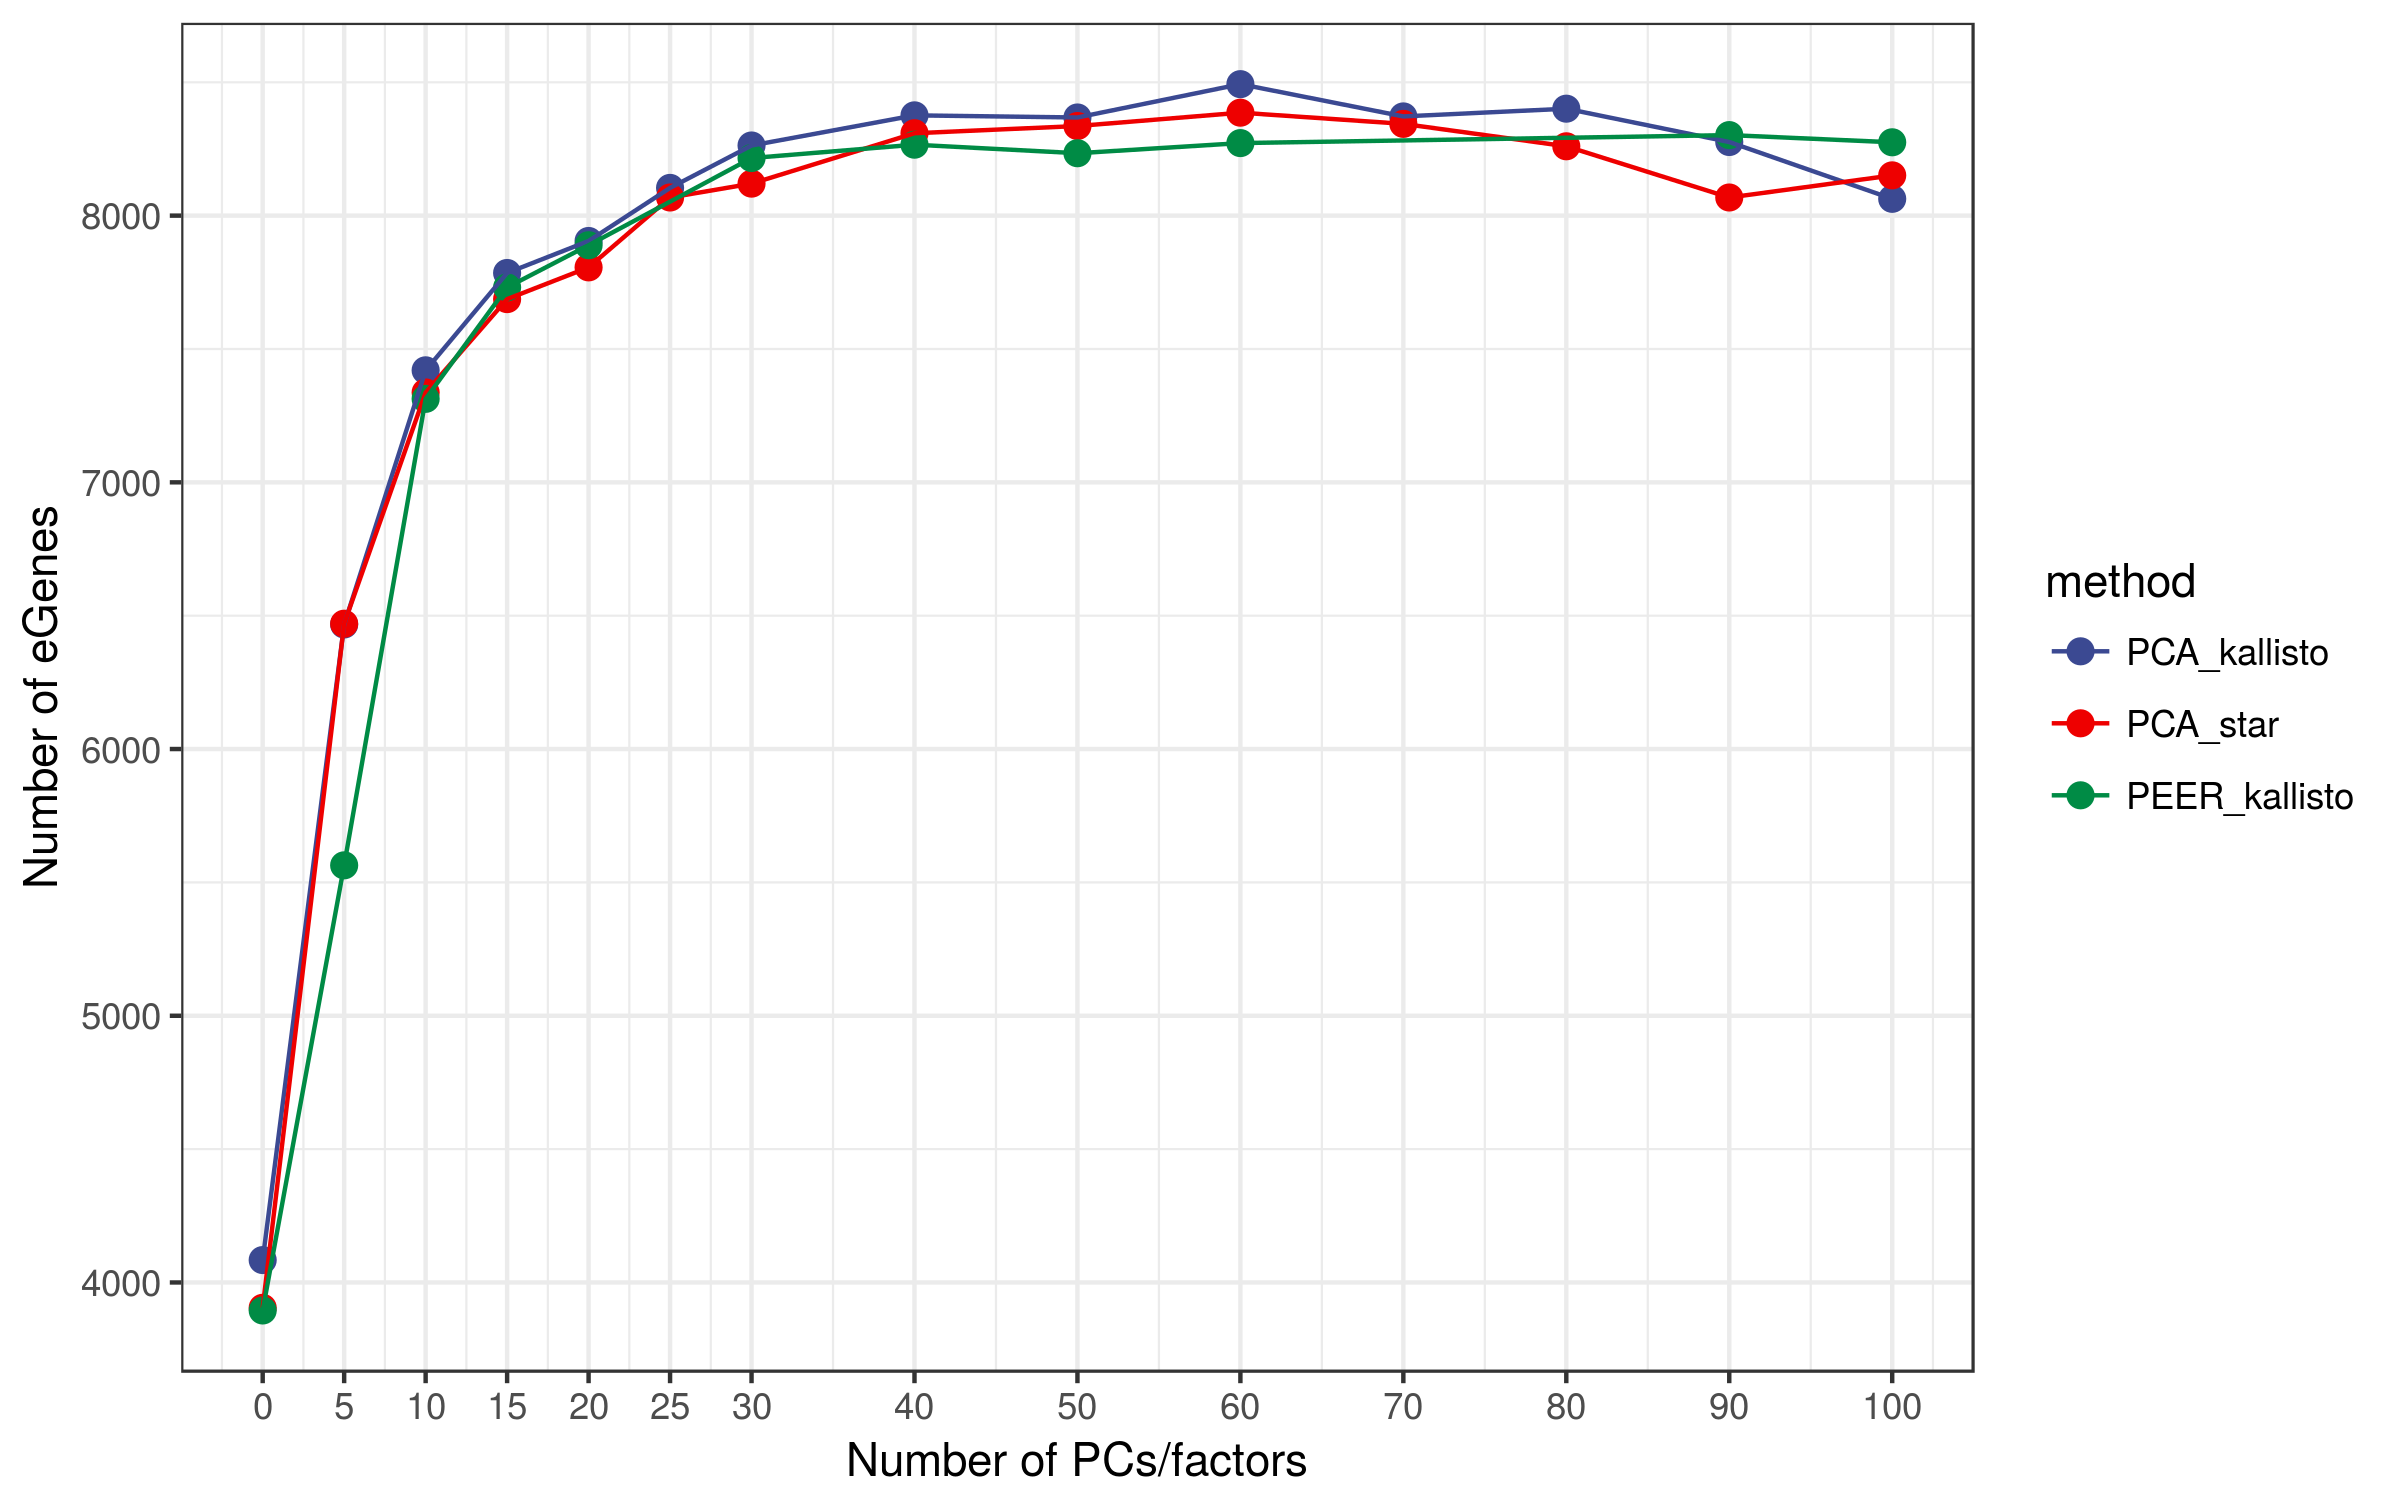 Number of eGenes
8000
7000
6000
5000
4000
0 5 10 15 20 25 30 40 50 60 70 80 90 100
Number of PCs/factors
method
PCA_kallisto
PCA_star
PEER_kallisto